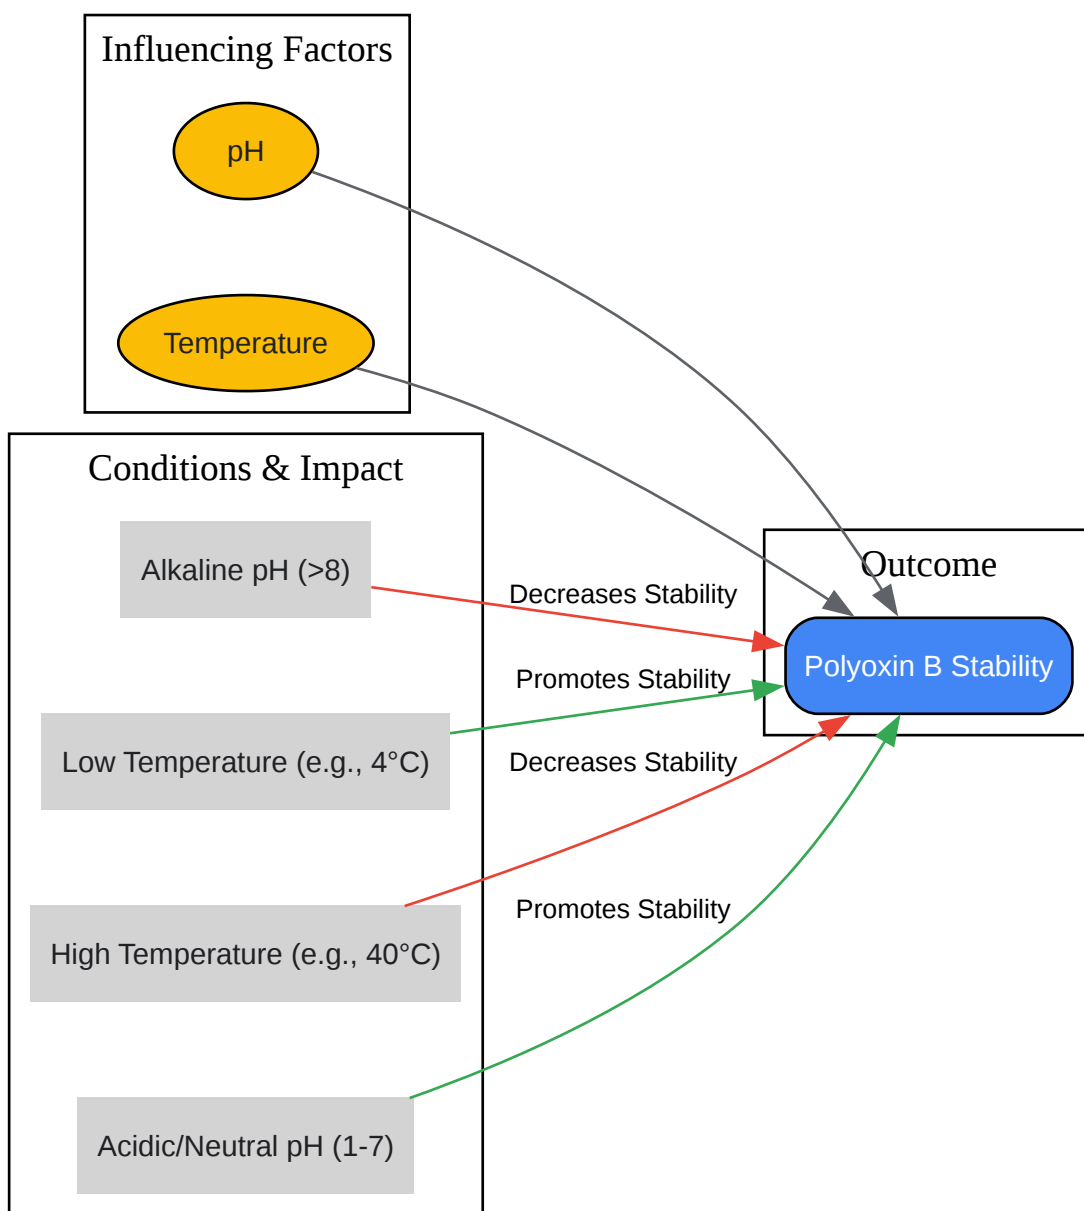 Influencing Factors
pH
Temperature
Conditions & Impact
Alkaline pH (>8)
Low Temperature (e.g., 4°C)
High Temperature (e.g., 40°C)
Acidic/Neutral pH (1-7)
Decreases Stability
Promotes Stability
Decreases Stability
Promotes Stability
Outcome
Polyoxin B Stability